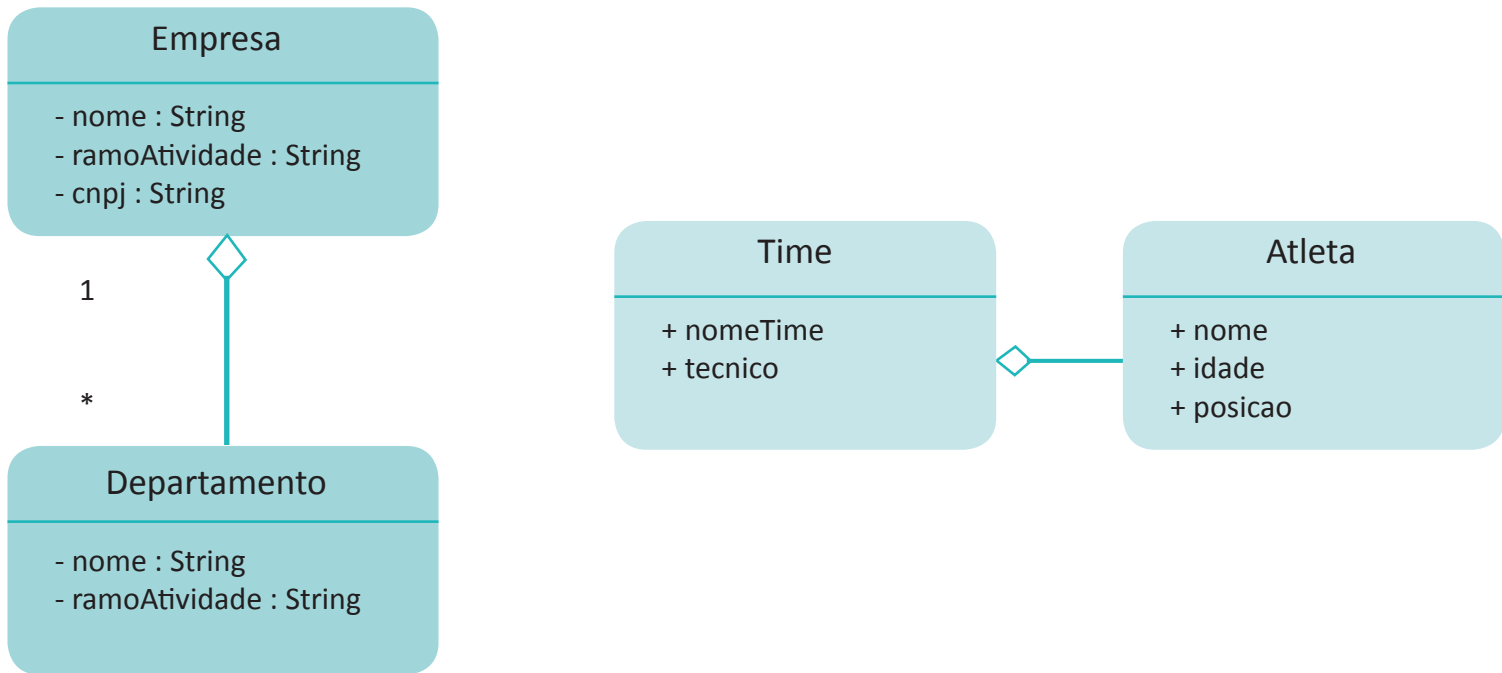 Empresa
- nome : String
- ramoAtividade : String
- cnpj : String
1
*
Departamento
- nome : String
- ramoAtividade : String
Time
+ nomeTime
+ tecnico
Atleta
+ nome
+ idade
+ posicao